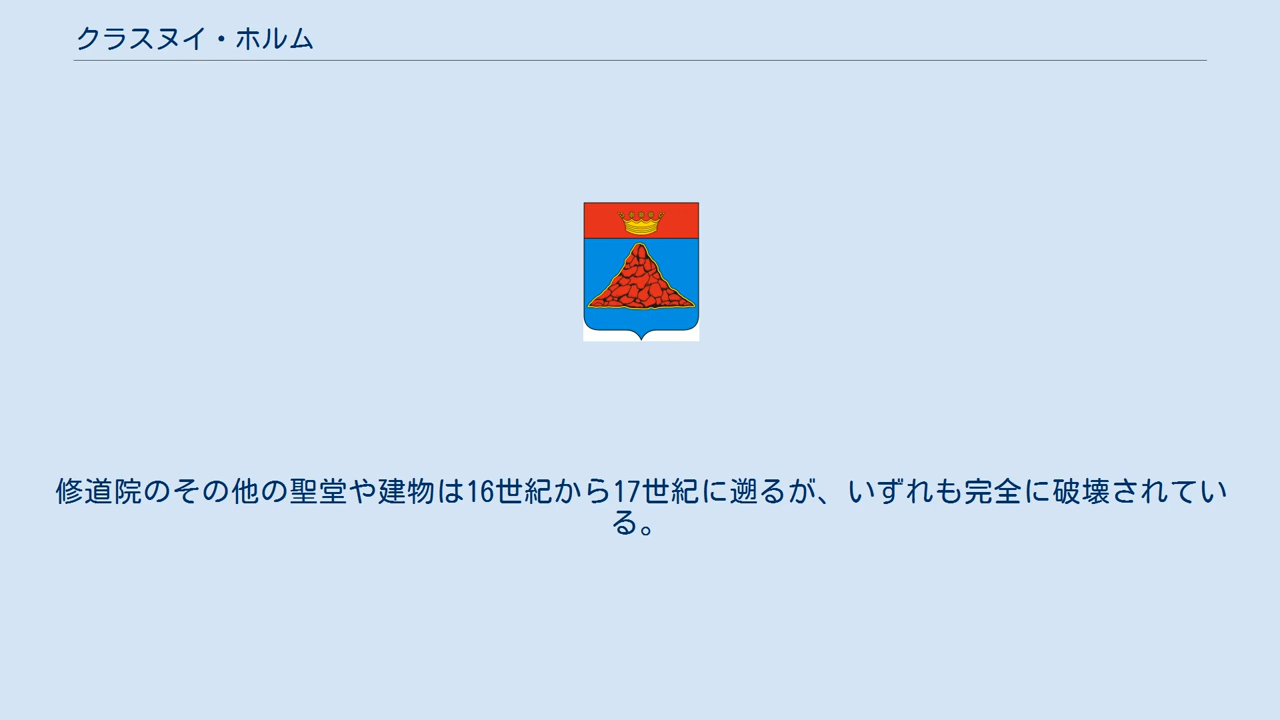 クラスヌイ・ホルム
修道院のその他の聖堂や建物は16世紀から17世紀に遡るが、いずれも完全に破壊されてい
る。